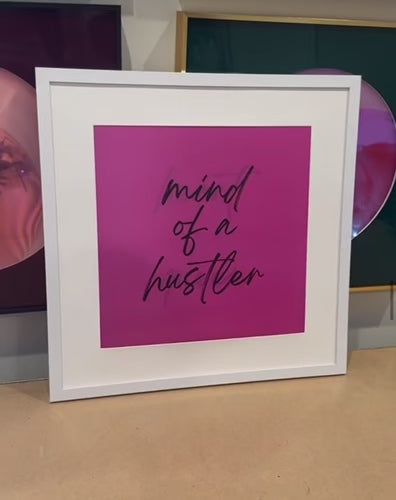 mind
of a
hustler